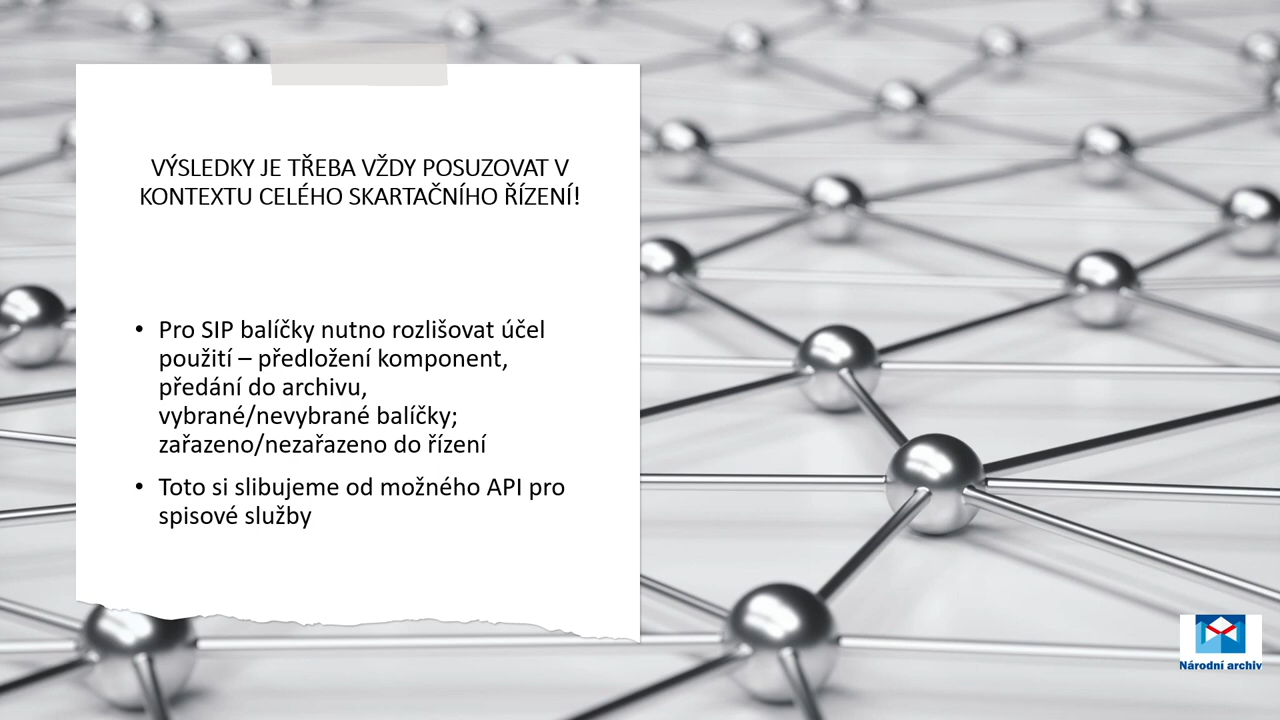 VÝSLEDKY JE TŘEBA VŽDY POSUZOVAT V
KONTEXTU CELÉHO SKARTAČNÍHO ŘÍZENÍ!
• Pro SIP balíčky nutno rozlišovat účel
použití – předložení komponent,
předání do archivu,
vybrané/nevybrané balíčky;
zařazeno/nezařazeno do řízení
• Toto si slibujeme od možného API pro
spisové služby
Národní archiv